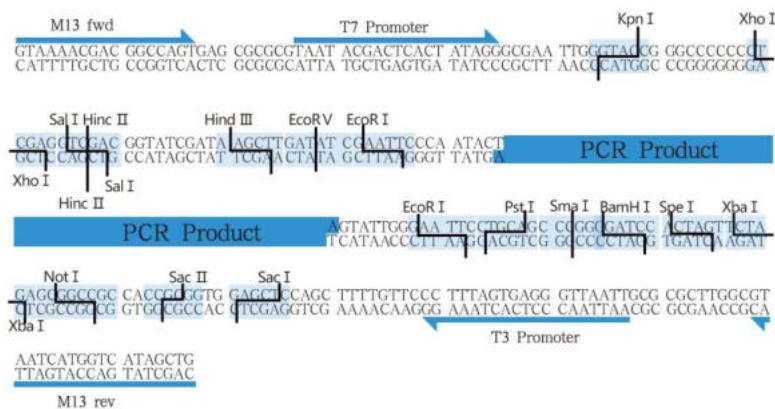 M13 fwd T7 Promoter Kpn I Xho I
GTAAAACGAC GGCCAGTGAG CGCGCGTAAT ACGACTCACT ATAGGGCGAA TTGGGTACCG GGCCCCCCCT
CATTTTGCTG CCGGTCACTC GCGCGCATTA TGCTGAGTGA TATCCCGCTT AACCCATGGC CCGGGGGGGA
Sal I Hinc II Hind III EcoR V EcoR I
CGAGGTCGAC GGTATCGATA AGCTTGATAT CGAATTCCCA ATACT
GCTCCAGCTG CCATAGCTAT TCGAACTATA GCTTAAGGGT TATGA
PCR Product
Xho I Sal I
Hinc II
EcoR I Pst I Sma I BamH I Spe I Xba I
PCR Product
AGTATTGGGAA TTCCTGCAGC CCGGGGGATCC ACTAGTTCTA
TCATAACCCTT AAGGACGTCG GGCCCCCTAGG TGATCAAGAT
Not I Sac II Sac I
GAGCGGCCGC CACCGCGGTG GAGCTCCAGC TTTTGTTCCC TTTAGTGAGG GTTAATTGCG CGCTTGGCGT
CTCGCCGGCG GTGGCGCCAC CTCGAGGTCG AAAACAAGGG AAATCACTCC CAATTAACGC GCGAACCGCA
Xba I T3 Promoter
AATCATGGTC ATAGCTG
TTAGTACCAG TATCGAC
M13 rev